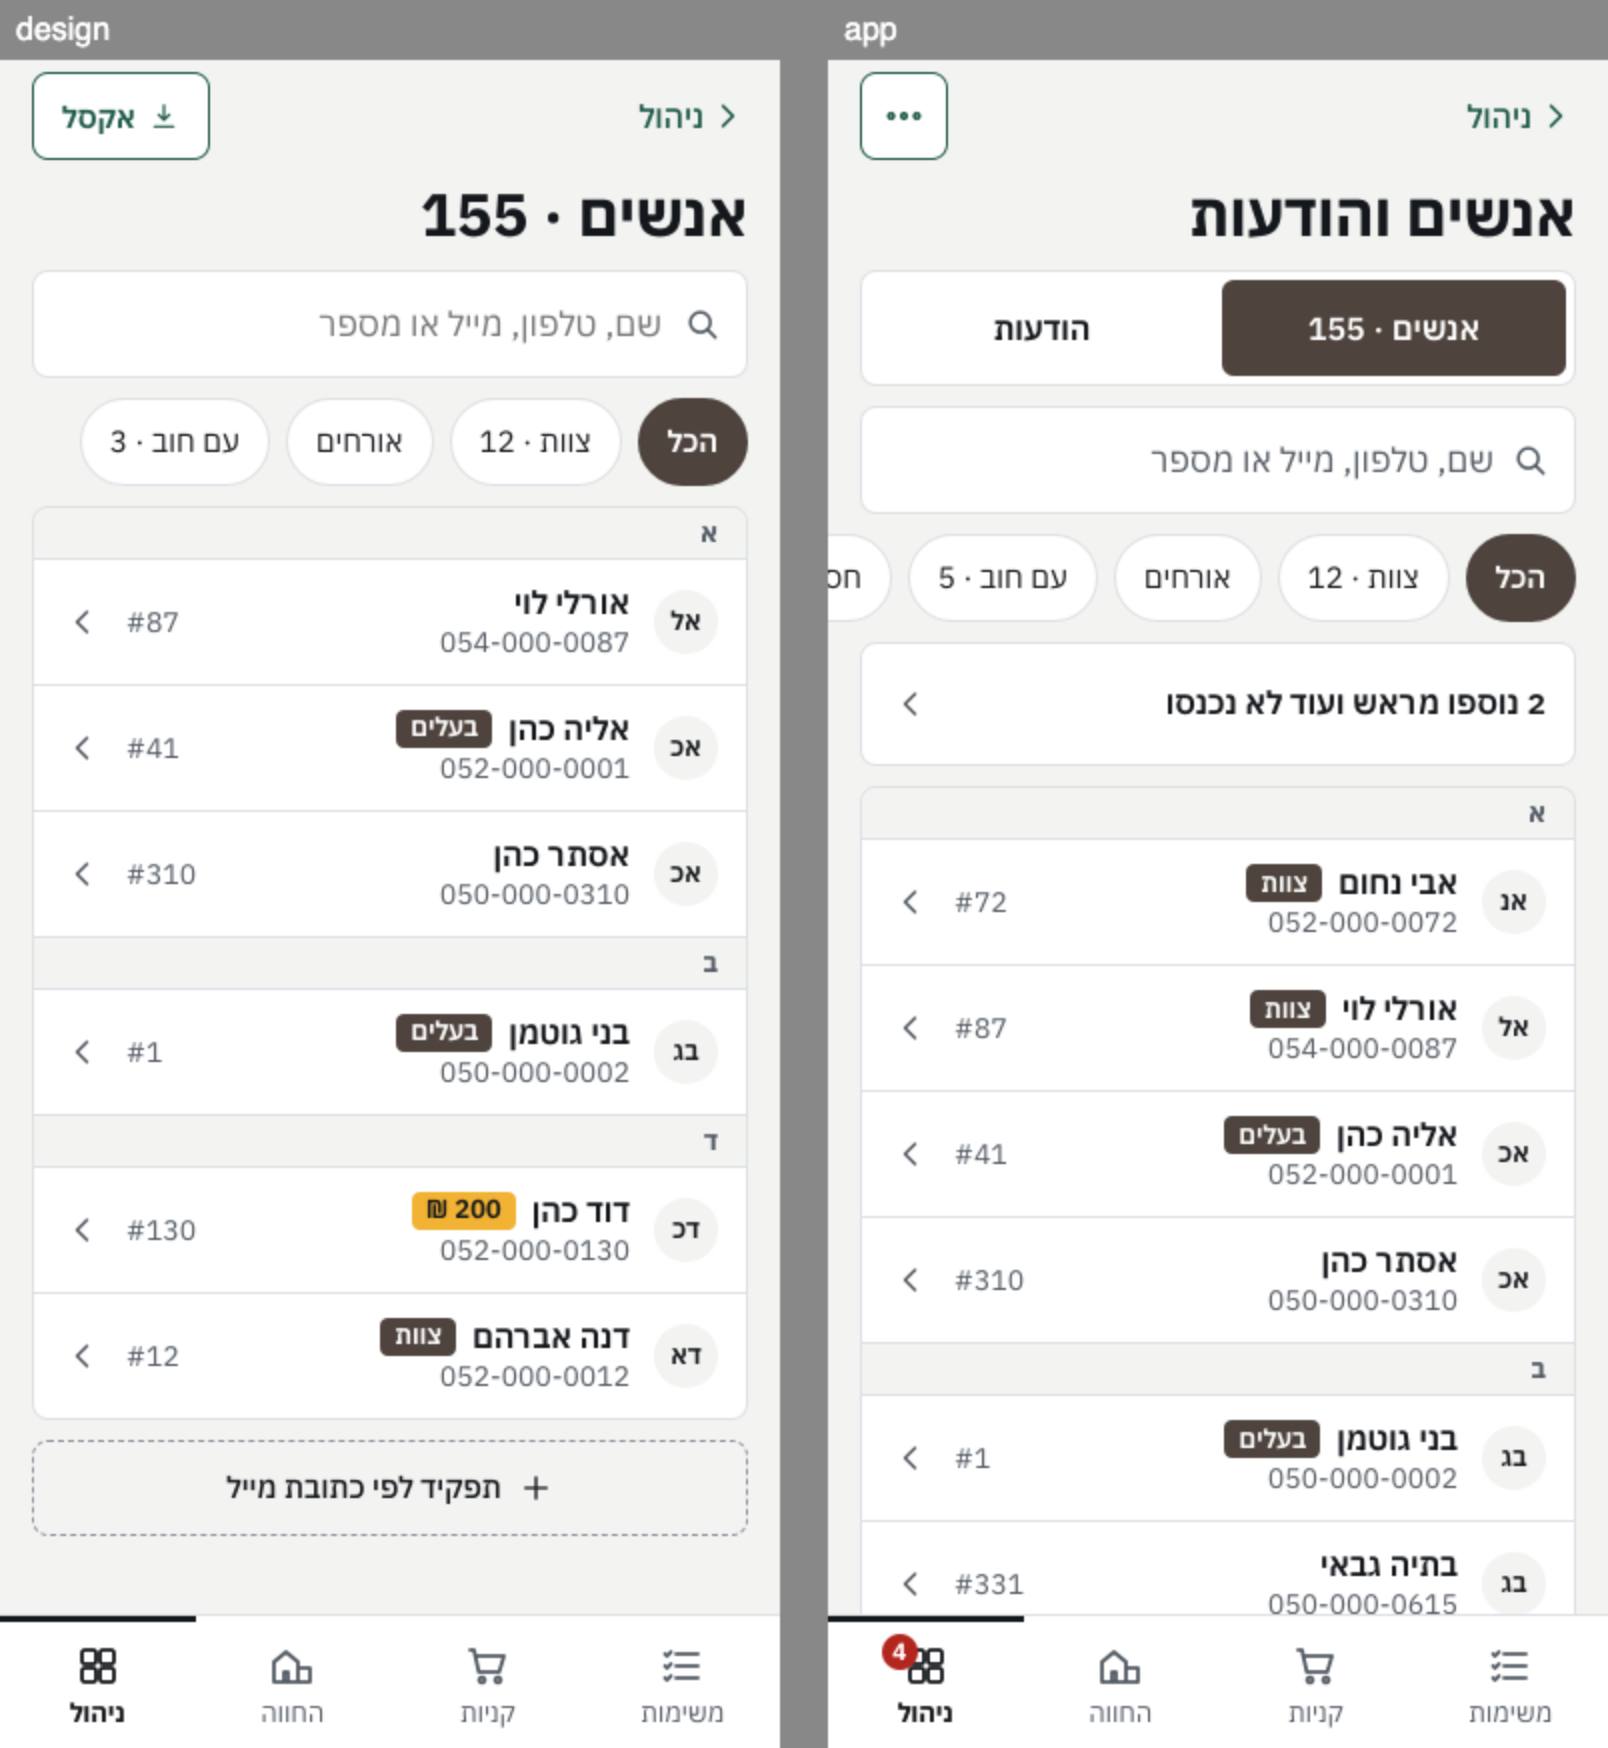 design
ניהול
אקסל
אנשים · 155
שם, טלפון, מייל או מספר
הכל
צוות · 12
אורחים
עם חוב · 3
א
אל
אורלי לוי
054-000-0087
#87
אכ
אליה כהן
בעלים
052-000-0001
#41
אכ
אסתר כהן
050-000-0310
#310
ב
בג
בני גוטמן
בעלים
050-000-0002
#1
ד
דכ
דוד כהן
200 ₪
052-000-0130
#130
דא
דנה אברהם
צוות
052-000-0012
#12
+ תפקיד לפי כתובת מייל
משימות
קניות
החווה
ניהול
app
ניהול
אנשים והודעות
אנשים · 155
הודעות
שם, טלפון, מייל או מספר
הכל
צוות · 12
אורחים
עם חוב · 5
חס
2 נוספו מראש ועוד לא נכנסו
א
אנ
אבי נחום
צוות
052-000-0072
#72
אל
אורלי לוי
צוות
054-000-0087
#87
אכ
אליה כהן
בעלים
052-000-0001
#41
אכ
אסתר כהן
050-000-0310
#310
ב
בג
בני גוטמן
בעלים
050-000-0002
#1
בג
בתיה גבאי
050-000-0615
#331
משימות
קניות
החווה
4
ניהול